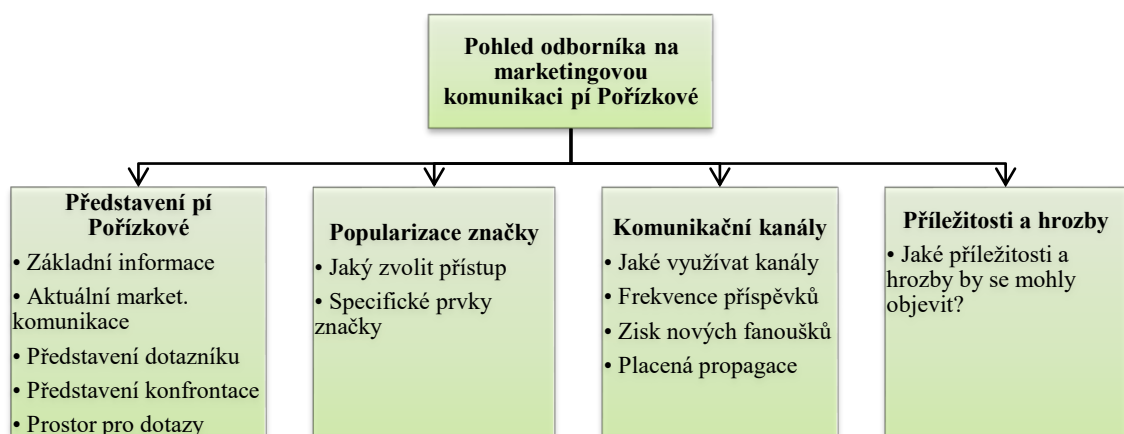 Pohled odborníka na
marketingovou
komunikaci pí Pořízkové
Představení pí
Pořízkové
• Základní informace
• Aktuální market.
komunikace
• Představení dotazníku
• Představení konfrontace
• Prostor pro dotazy
Popularizace značky
• Jaký zvolit přístup
• Specifické prvky
značky
Komunikační kanály
• Jaké využívat kanály
• Frekvence příspěvků
• Zisk nových fanoušků
• Placená propagace
Příležitosti a hrozby
• Jaké příležitosti a
hrozby by se mohly
objevit?